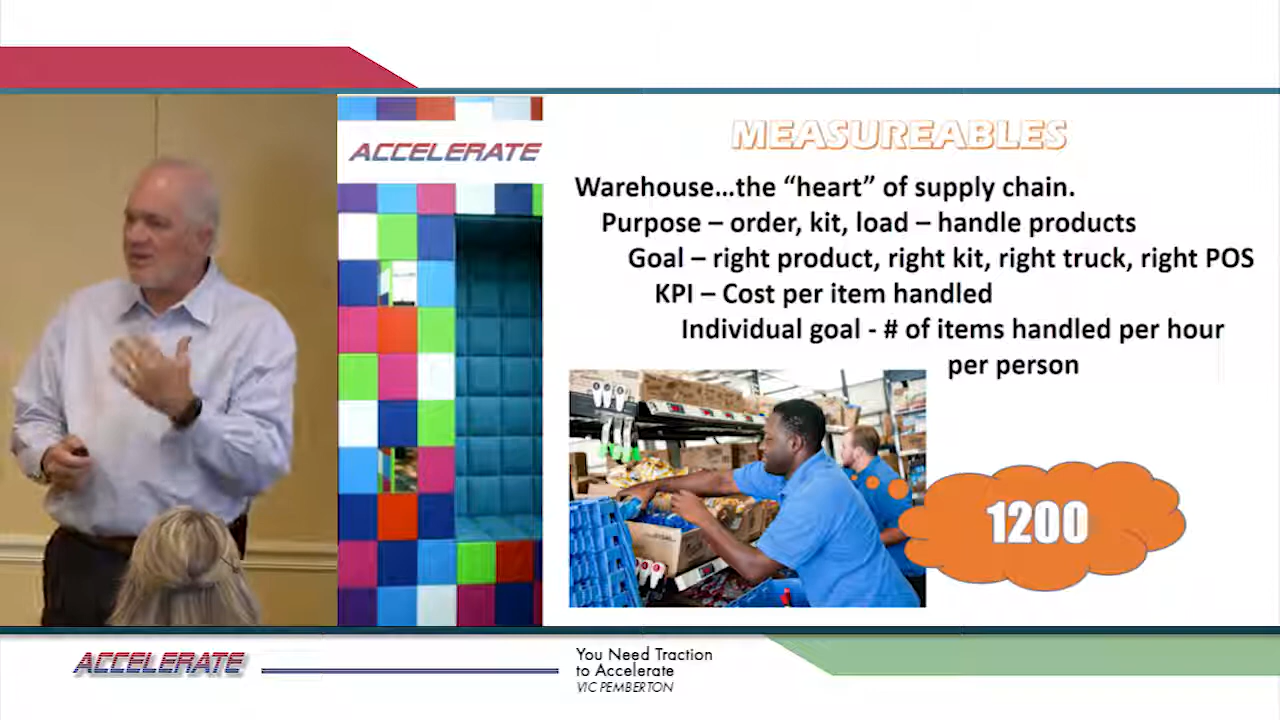 ACCELERATE
MEASUREABLES
Warehouse…the “heart” of supply chain.
Purpose – order, kit, load – handle products
Goal – right product, right kit, right truck, right POS
KPI – Cost per item handled
Individual goal - # of items handled per hour
per person
1200
ACCELERATE
You Need Traction
to Accelerate
VIC PEMBERTON